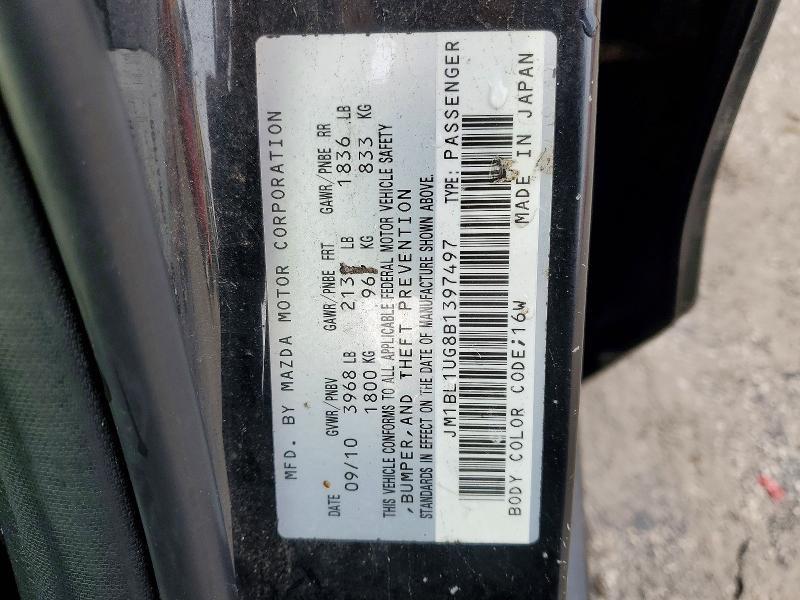 MFD. BY MAZDA MOTOR CORPORATION
DATE GVWR/PNBV GAWR/PNBE FRT GAWR/PNBE RR
09/10 3968 LB LB 1836 LB
1800 KG KG 833 KG
THIS VEHICLE CONFORMS TO ALL APPLICABLE FEDERAL MOTOR VEHICLE SAFETY
,BUMPER,AND THEFT PREVENTION
STANDARDS IN EFFECT ON THE DATE OF MANUFACTURE SHOWN ABOVE.
JM1BL1UG8B1397497 TYPE: PASSENGER
BODY COLOR CODE;16W MADE IN JAPAN